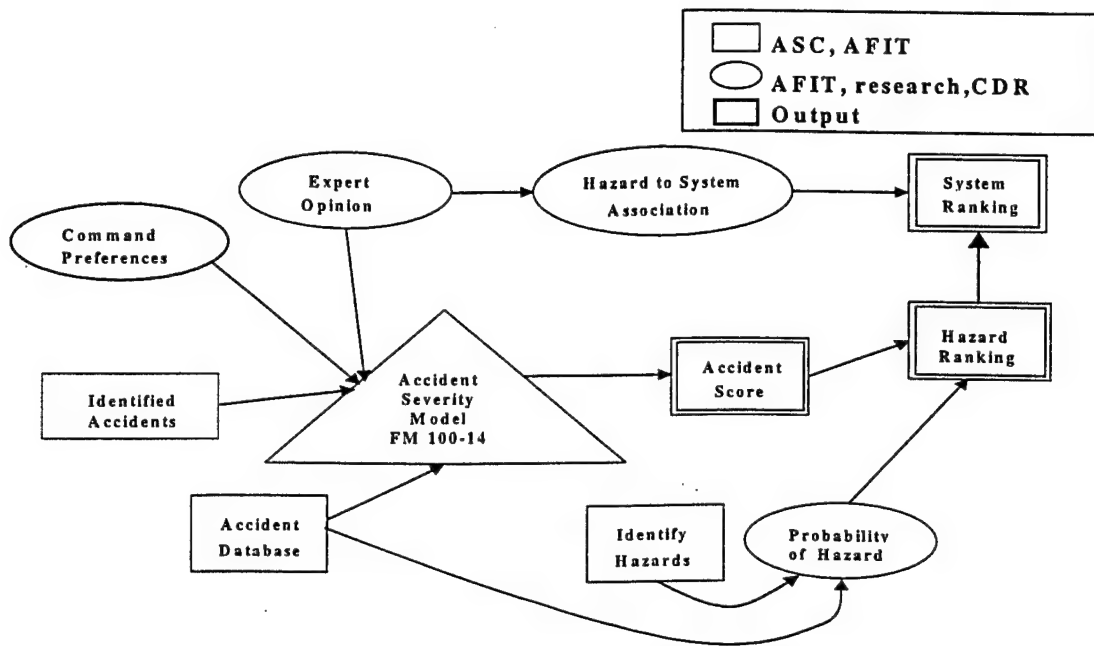 ASC, AFIT
AFIT, research,CDR
Output
Expert
Opinion
Hazard to System
Association
System
Ranking
Command
Preferences
Identified
Accidents
Accident
Severity
Model
FM 100-14
Accident
Score
Hazard
Ranking
Accident
Database
Identify
Hazards
Probability
of Hazard